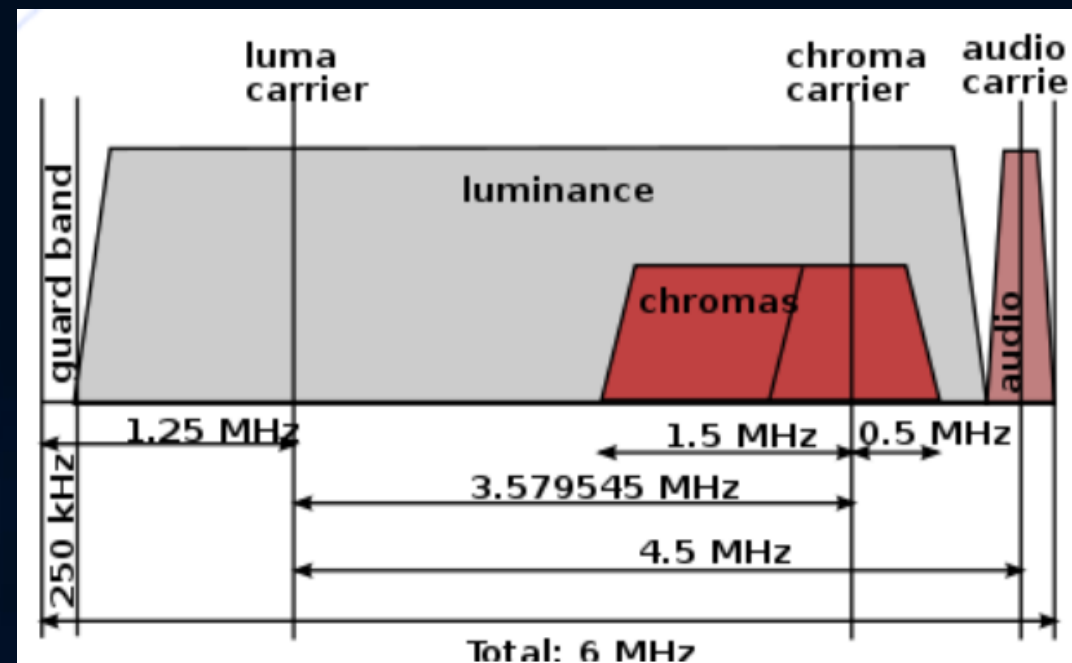 luma
carrier
chroma
carrier
audio
carrie
guard band
luminance
chromas
audio
1.25 MHz
1.5 MHz
0.5 MHz
250 kHz
3.579545 MHz
4.5 MHz
Total: 6 MHz